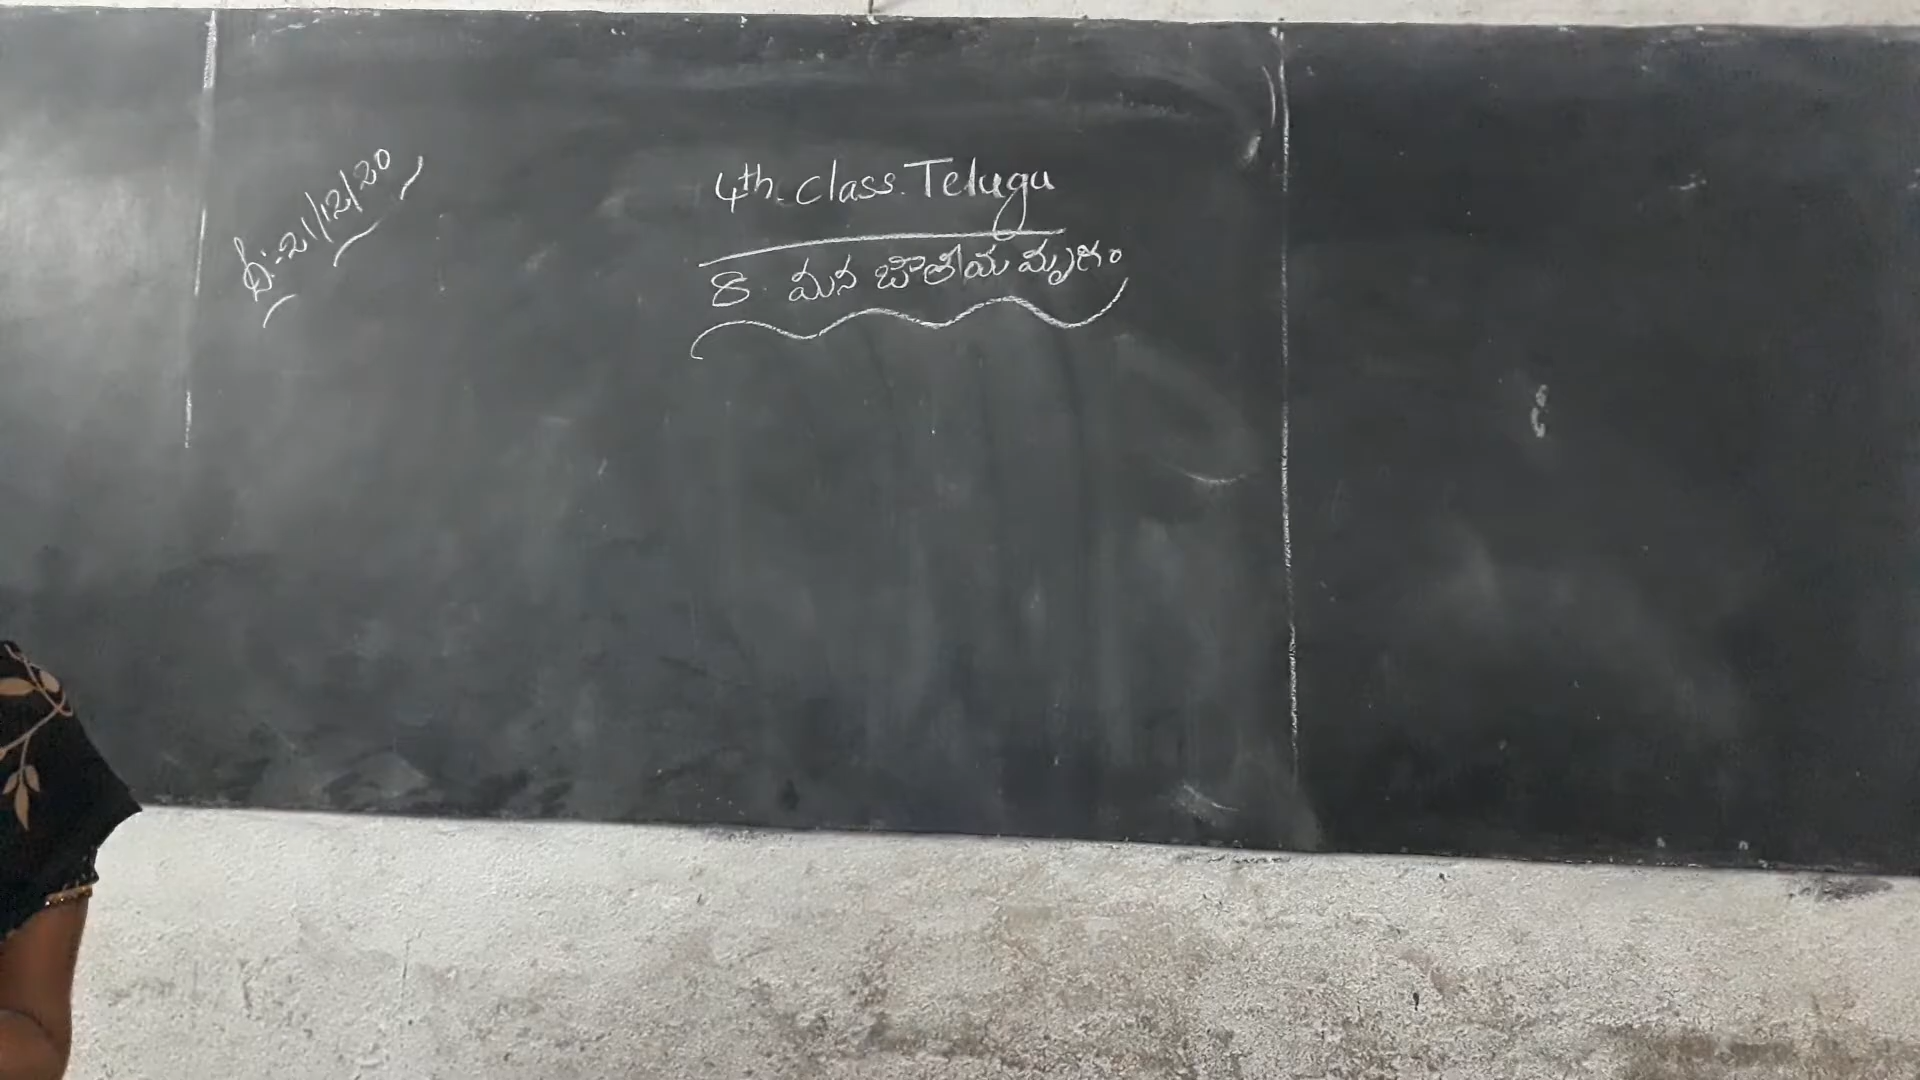 ది:-21/12/20
4th. class. Telugu
8. మన జాతీయ మృగం